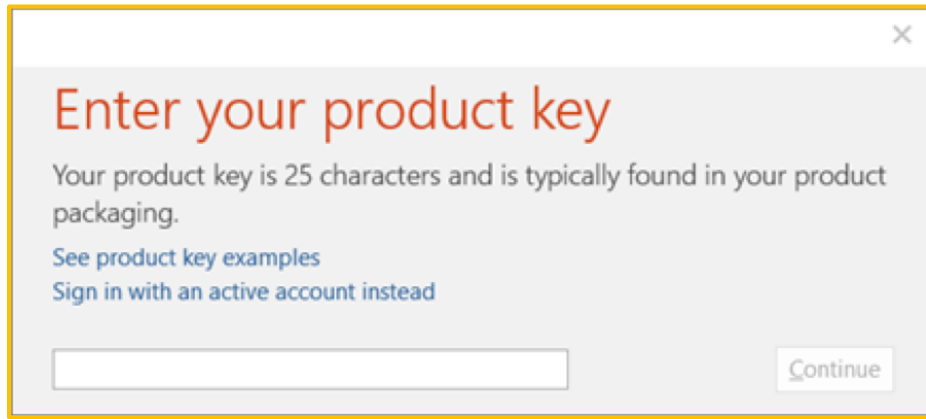 Enter your product key
Your product key is 25 characters and is typically found in your product
packaging.
See product key examples
Sign in with an active account instead
Continue